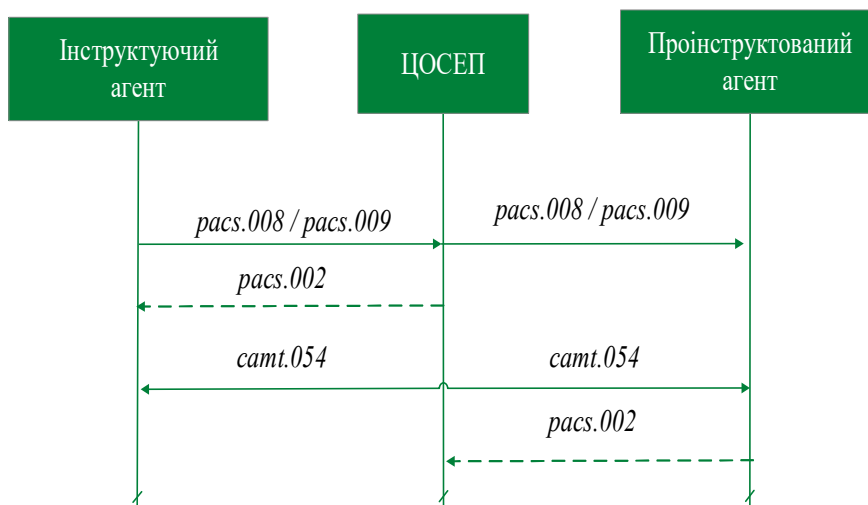 Інструктуючий
агент
ЦОСЕП
Проінструктований
агент
pacs.008 / pacs.009
pacs.008 / pacs.009
pacs.002
camt.054
camt.054
pacs.002